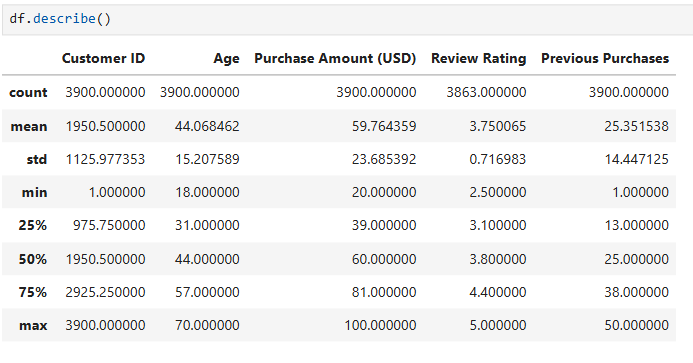 df.describe()
Customer ID Age Purchase Amount (USD) Review Rating Previous Purchases
count 3900.000000 3900.000000 3900.000000 3863.000000 3900.000000
mean 1950.500000 44.068462 59.764359 3.750065 25.351538
std 1125.977353 15.207589 23.685392 0.716983 14.447125
min 1.000000 18.000000 20.000000 2.500000 1.000000
25% 975.750000 31.000000 39.000000 3.100000 13.000000
50% 1950.500000 44.000000 60.000000 3.800000 25.000000
75% 2925.250000 57.000000 81.000000 4.400000 38.000000
max 3900.000000 70.000000 100.000000 5.000000 50.000000